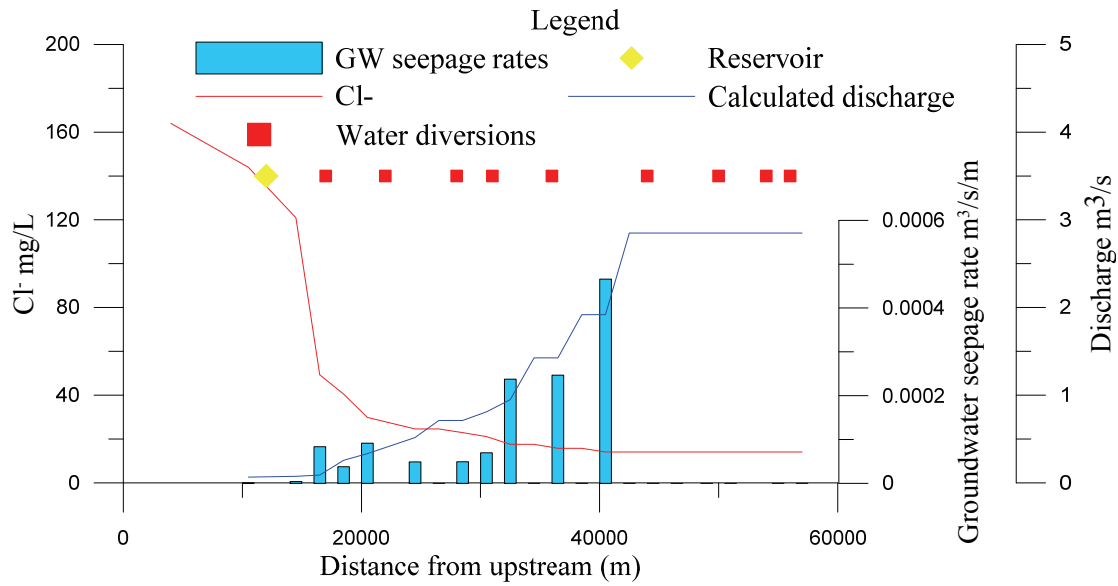 Legend
GW seepage rates
Reservoir
Cl-
Calculated discharge
Water diversions
200
160
120
80
40
0
Cl- mg/L
0.0006
0.0004
0.0002
0.0000
Groundwater seepage rate m³/s/m
5
4
3
2
1
0
Discharge m³/s
0
20000
40000
60000
Distance from upstream (m)